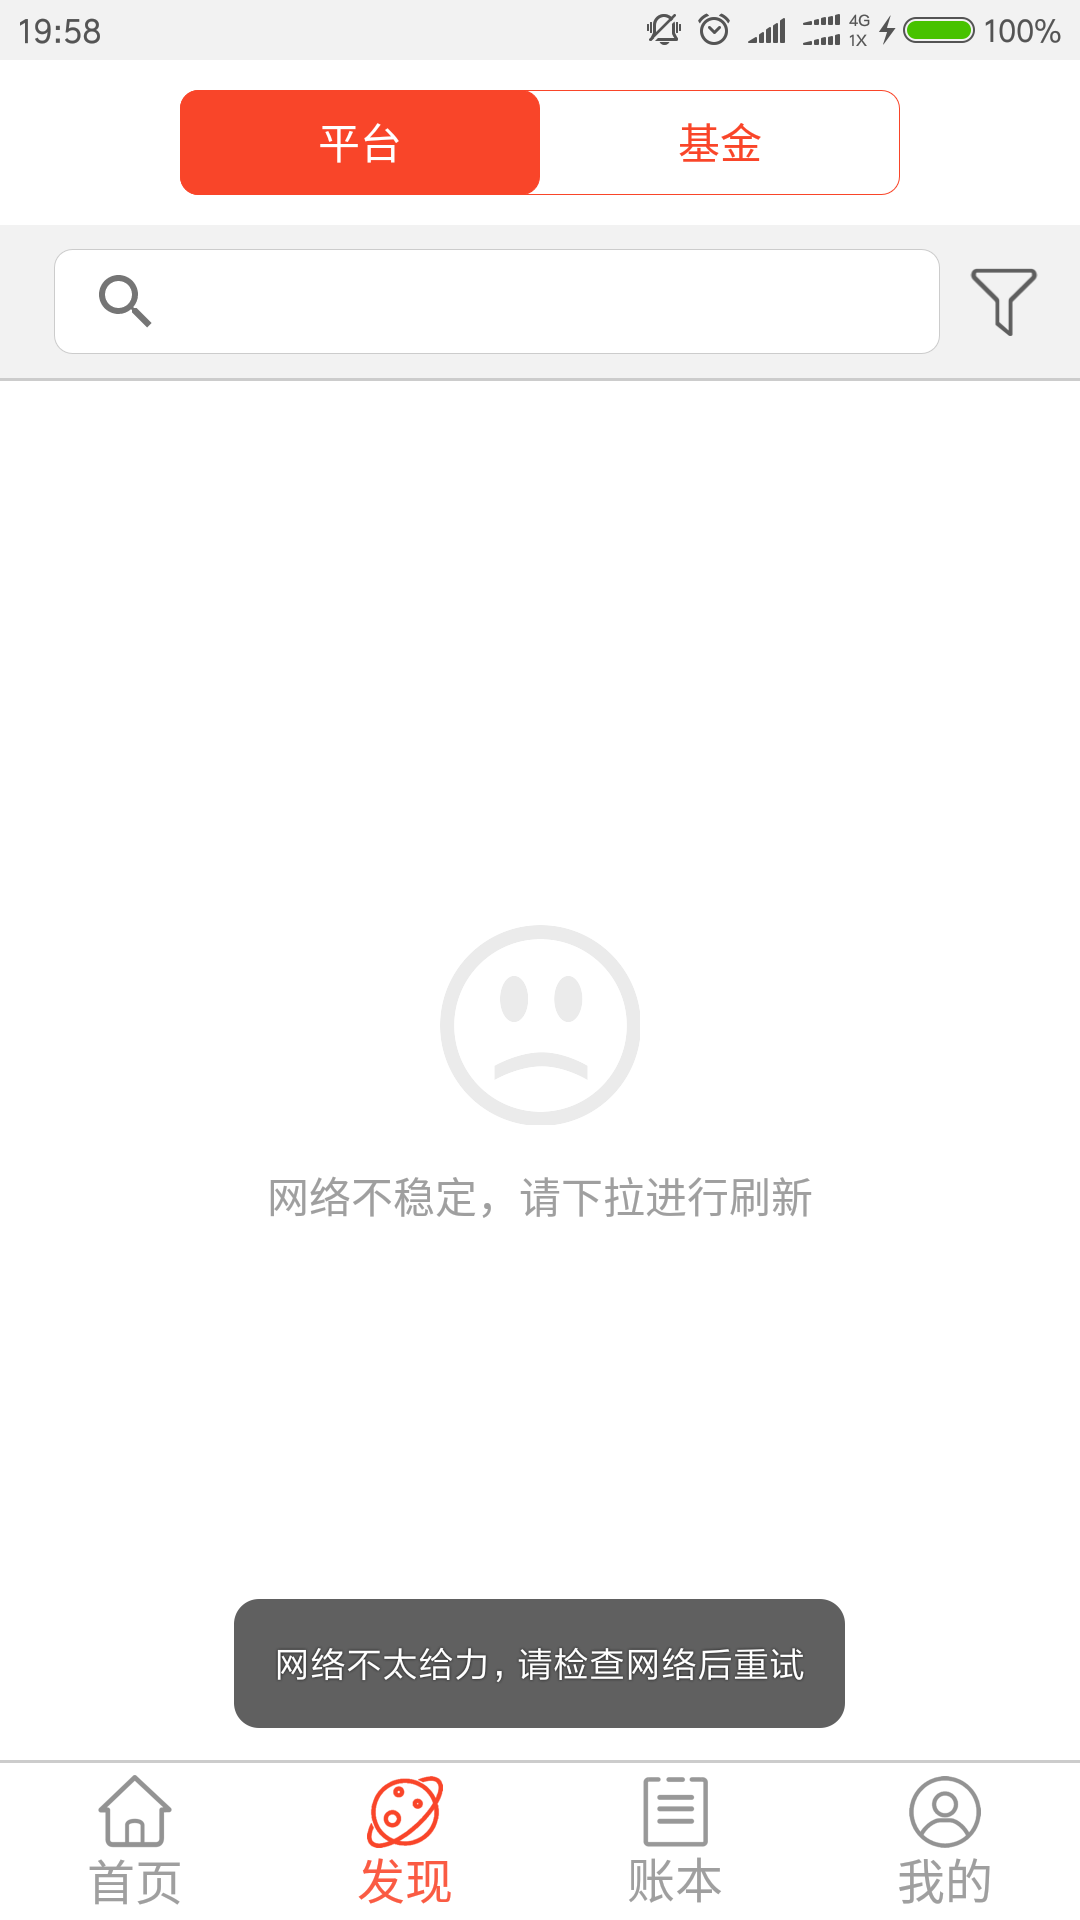 19:58
4G
1X
100%
平台
基金
网络不稳定，请下拉进行刷新
网络不太给力，请检查网络后重试
首页
发现
账本
我的